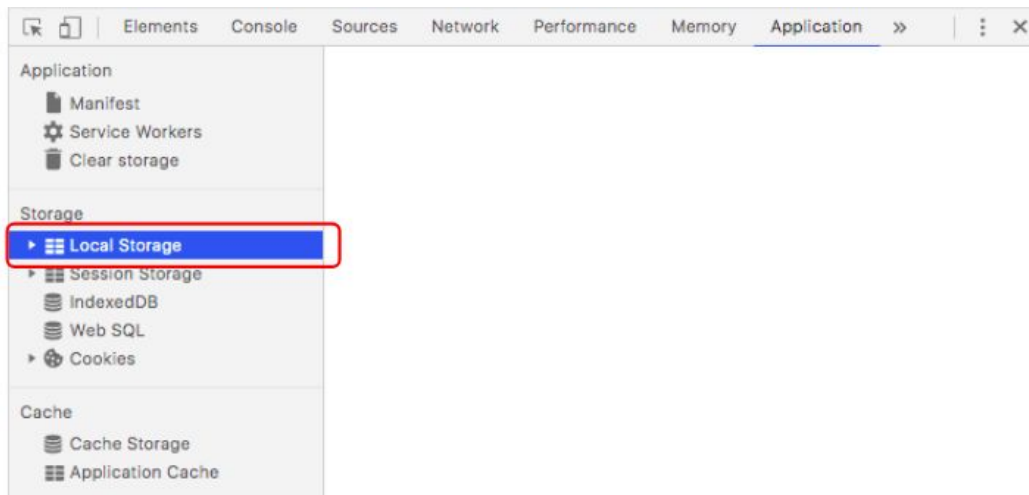 Elements Console Sources Network Performance Memory Application »
Application
Manifest
Service Workers
Clear storage
Storage
Local Storage
Session Storage
IndexedDB
Web SQL
Cookies
Cache
Cache Storage
Application Cache